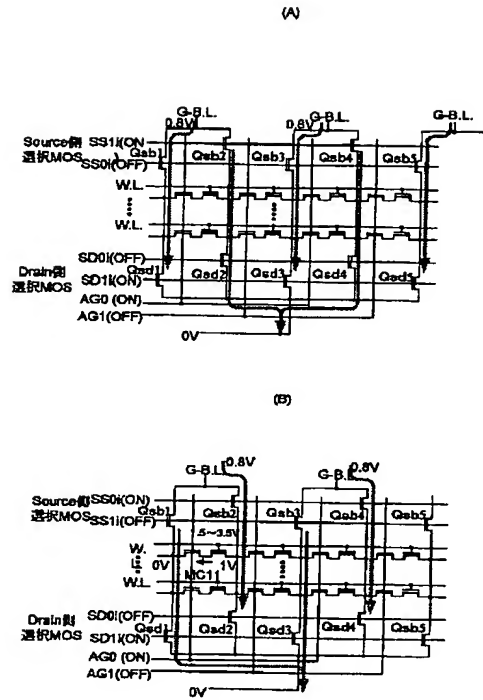 (A)
G-B.L. G-B.L. G-B.L.
0.8V 0.8V
Source側 SS1i(ON
選択MOS SS0i(OFF)
Qsb1 Qsb2 Qsb3 Qsb4 Qsb5
W.L.
W.L.
SD0i(OFF)
Drain側
選択MOS SD1i(ON)
Qsd1 Qsd2 Qsd3 Qsd4 Qsd5
AG0 (ON)
AG1(OFF)
0V
(B)
0.8V 0.8V
G-B.L. G-B.L.
Source側 SS0i(ON)
選択MOS SS1i(OFF)
Qsb1 Qsb2 Qsb3 Qsb4 Qsb5
.5~3.5V
W.
0V 1V
MC11
W.L.
SD0i(OFF)
Drain側
選択MOS SD1i(ON)
Qsd1 Qsd2 Qsd3 Qsd4 Qsb5
AG0 (ON)
AG1(OFF)
0V